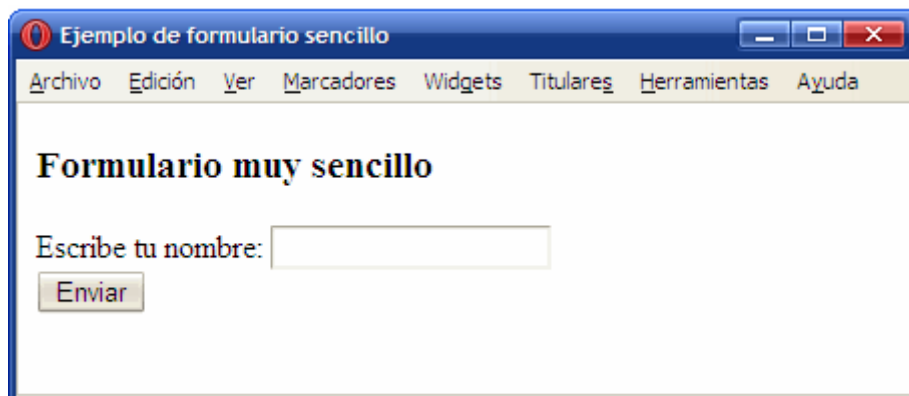 Ejemplo de formulario sencillo
Archivo Edición Ver Marcadores Widgets Titulares Herramientas Ayuda
Formulario muy sencillo
Escribe tu nombre:
Enviar